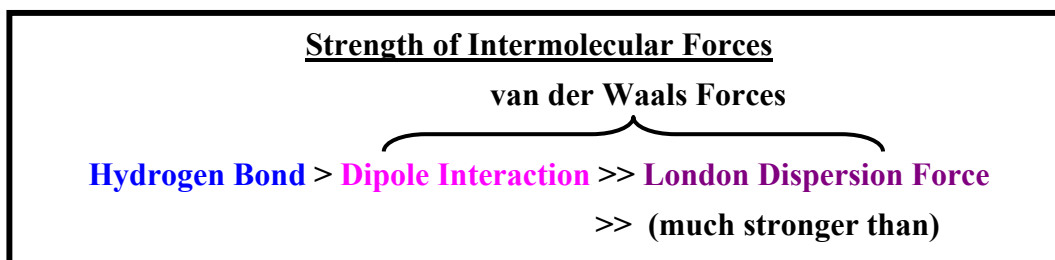 Strength of Intermolecular Forces
van der Waals Forces
Hydrogen Bond > Dipole Interaction >> London Dispersion Force
>> (much stronger than)